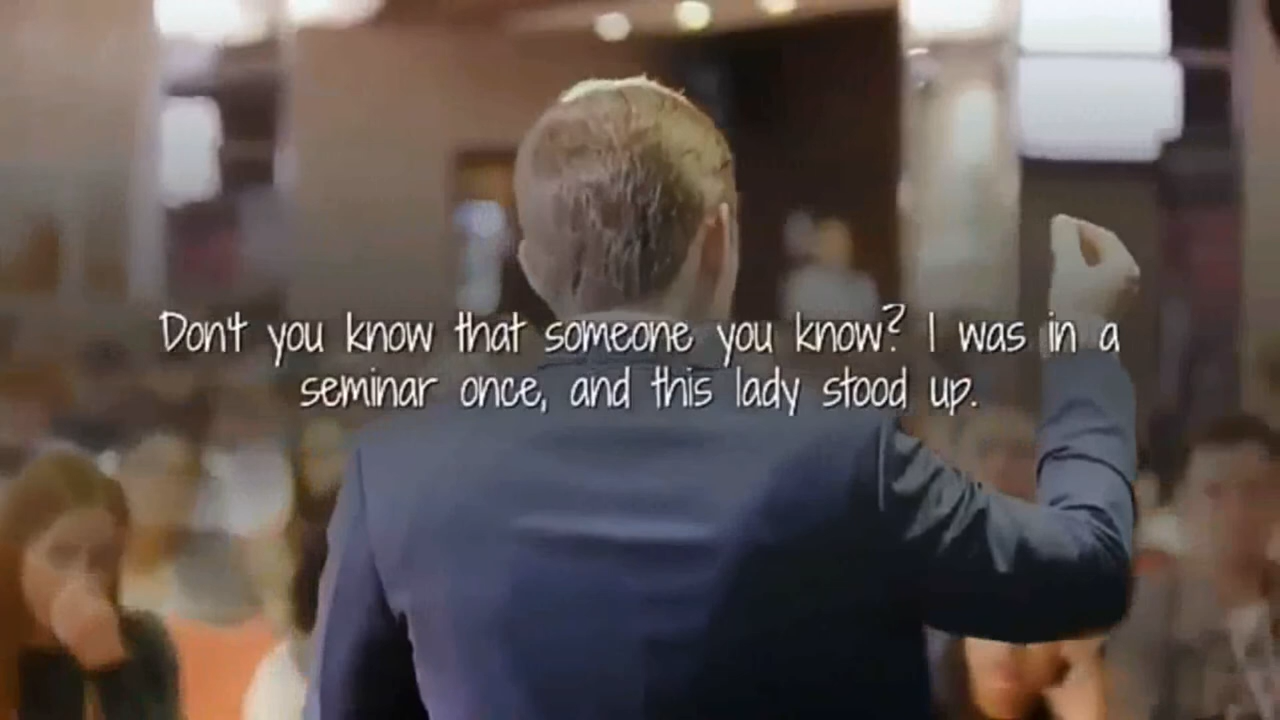 Don't you know that someone you know? I was in a
seminar once, and this lady stood up.